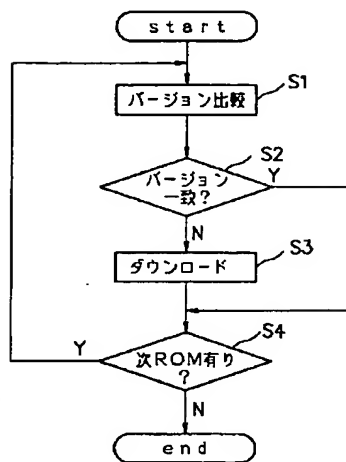 start
バージョン比較
S1
バージョン
一致?
S2
Y
N
ダウンロード
S3
次ROM有り
?
S4
Y
N
end